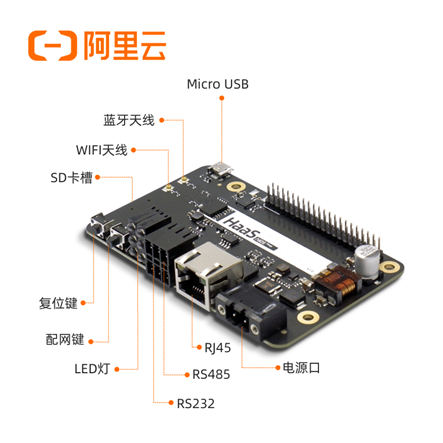 阿里云
Micro USB
蓝牙天线
WIFI天线
SD卡槽
HaaS
复位键
配网键
LED灯
RJ45
RS485
RS232
电源口